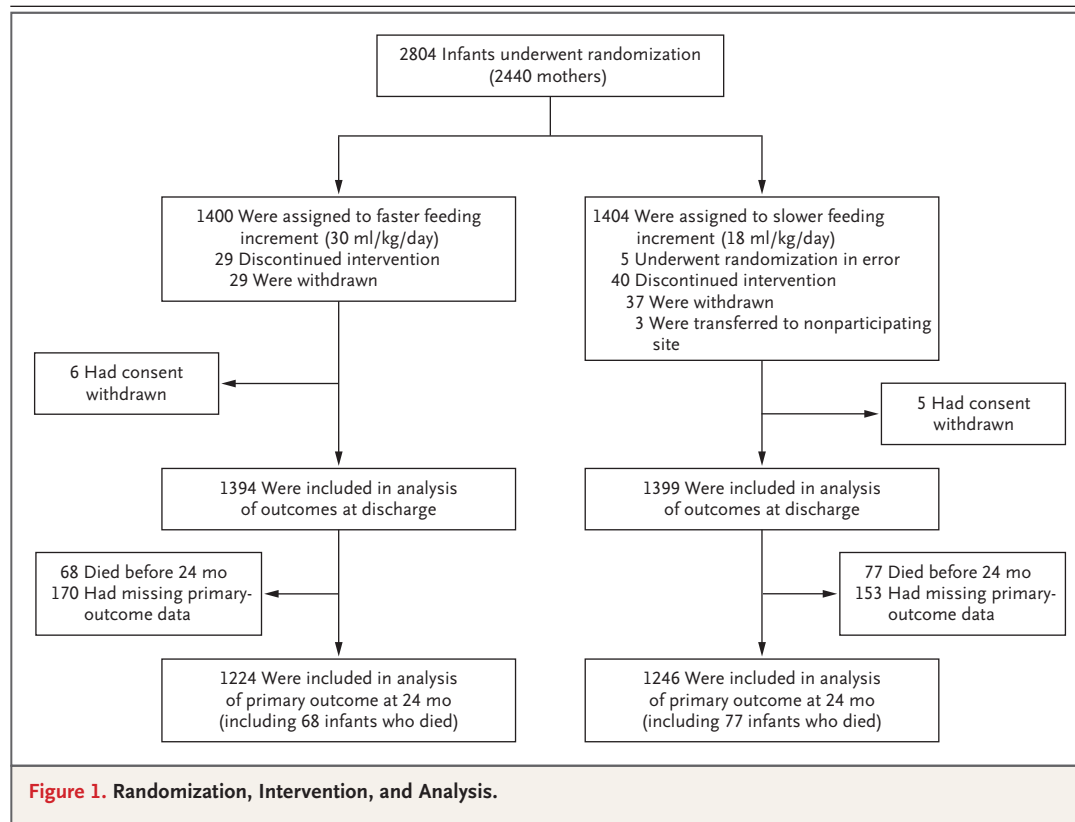 2804 Infants underwent randomization
(2440 mothers)
1400 Were assigned to faster feeding
increment (30 ml/kg/day)
29 Discontinued intervention
29 Were withdrawn
1404 Were assigned to slower feeding
increment (18 ml/kg/day)
5 Underwent randomization in error
40 Discontinued intervention
37 Were withdrawn
3 Were transferred to nonparticipating
site
6 Had consent
withdrawn
5 Had consent
withdrawn
1394 Were included in analysis
of outcomes at discharge
1399 Were included in analysis
of outcomes at discharge
68 Died before 24 mo
170 Had missing primary-
outcome data
77 Died before 24 mo
153 Had missing primary-
outcome data
1224 Were included in analysis
of primary outcome at 24 mo
(including 68 infants who died)
1246 Were included in analysis
of primary outcome at 24 mo
(including 77 infants who died)
Figure 1. Randomization, Intervention, and Analysis.